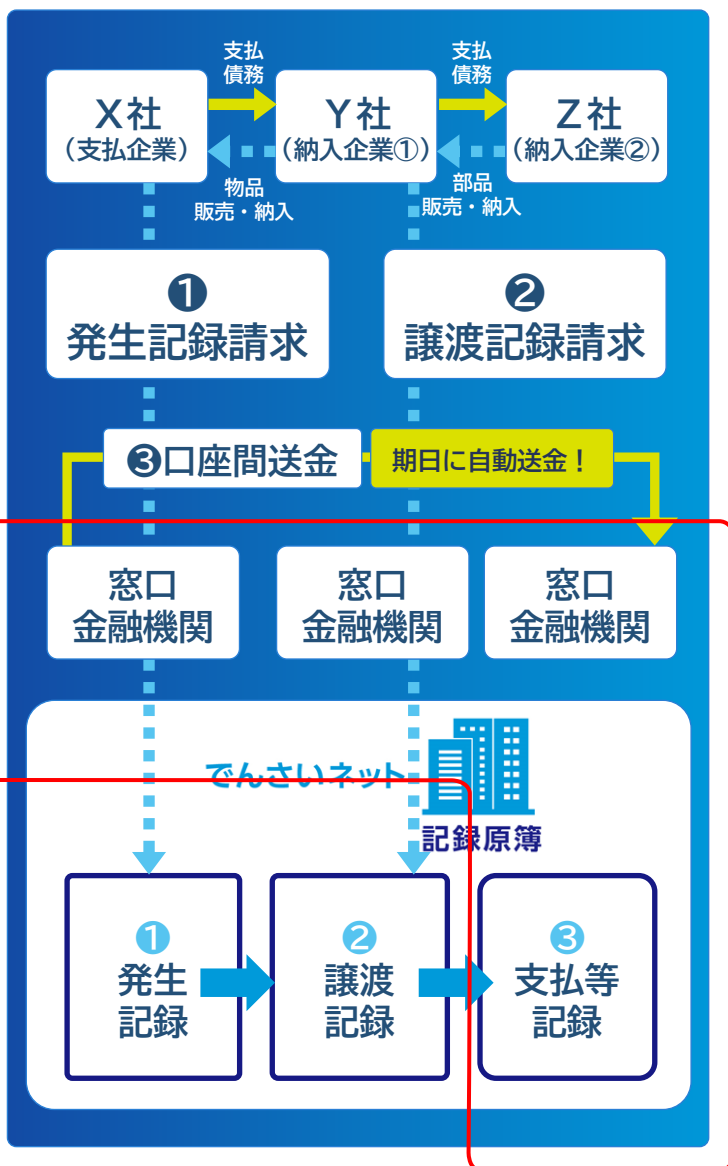 支払
債務
支払
債務
X社
（支払企業）
Y社
（納入企業①）
Z社
（納入企業②）
物品
販売・納入
部品
販売・納入
❶
発生記録請求
❷
譲渡記録請求
❸口座間送金
期日に自動送金！
窓口
金融機関
窓口
金融機関
窓口
金融機関
でんさいネット
記録原簿
❶
発生
記録
❷
譲渡
記録
❸
支払等
記録